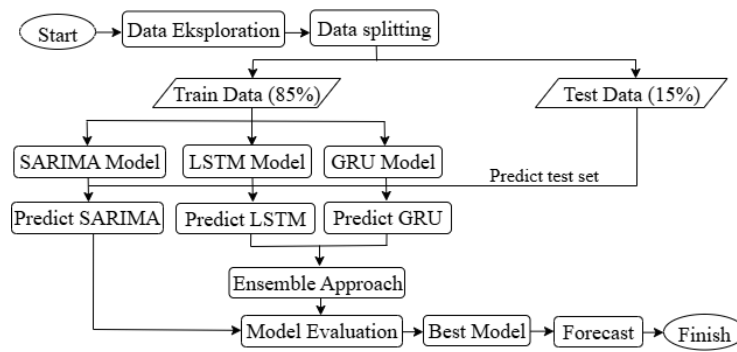 Start
Data Eksploration
Data splitting
Train Data (85%)
Test Data (15%)
SARIMA Model
LSTM Model
GRU Model
Predict test set
Predict SARIMA
Predict LSTM
Predict GRU
Ensemble Approach
Model Evaluation
Best Model
Forecast
Finish